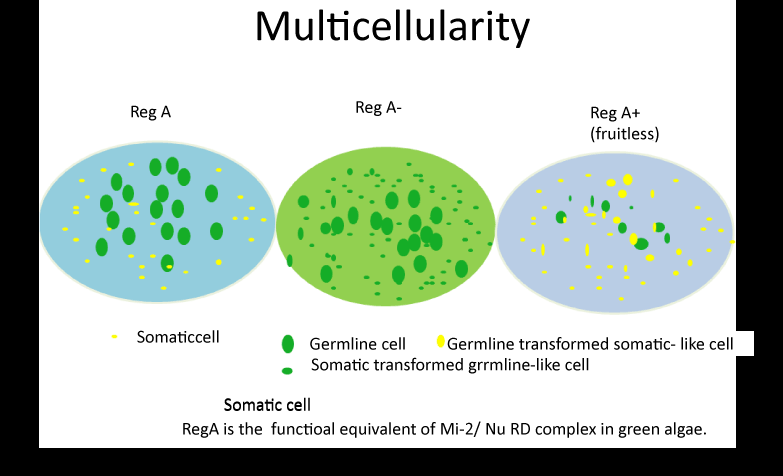 Multicellularity
Reg A
Reg A-
Reg A+
(fruitless)
Somaticcell
Germline cell
Germline transformed somatic- like cell
Somatic transformed grrmline-like cell
Somatic cell
RegA is the functioal equivalent of Mi-2/ Nu RD complex in green algae.